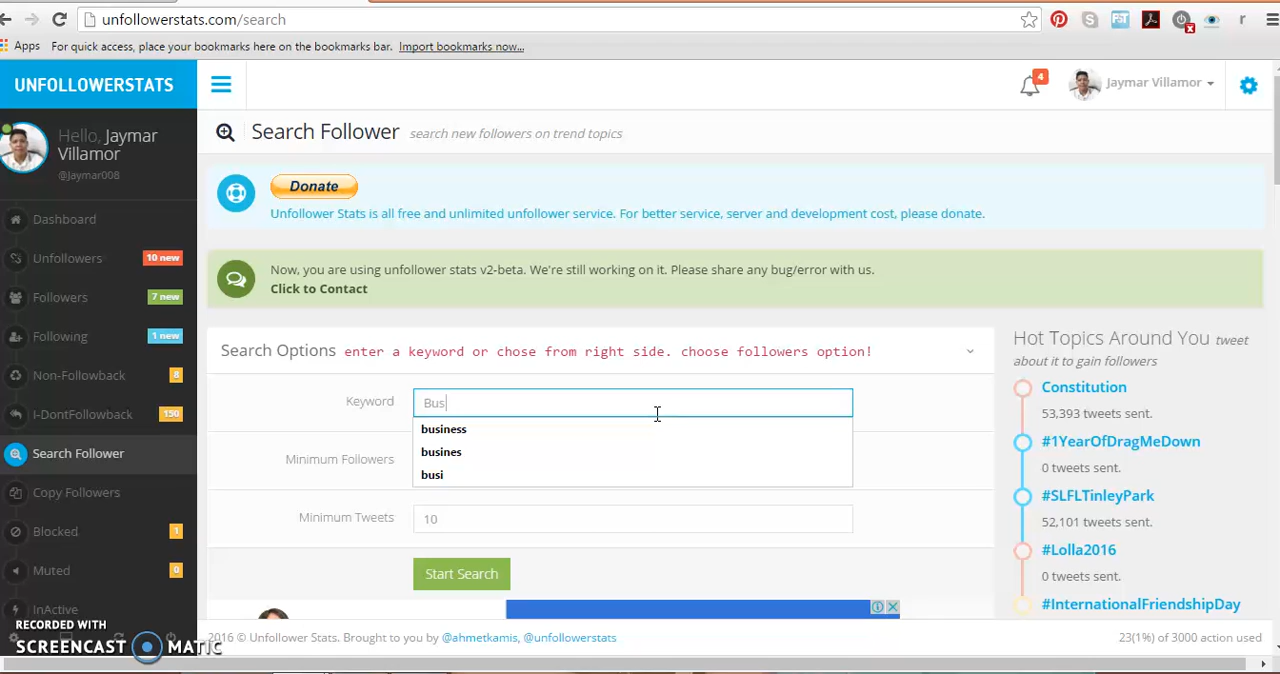 unfollowerstats.com/search
Apps For quick access, place your bookmarks here on the bookmarks bar. Import bookmarks now...
UNFOLLOWERSTATS
4
Jaymar Villamor
Hello, Jaymar
Villamor
@Jaymar008
Dashboard
Unfollowers 10 new
Followers 7 new
Following 1 new
Non-Followback 8
I-DontFollowback 150
Search Follower
Copy Followers
Blocked 1
Muted 0
InActive
Search Follower search new followers on trend topics
Donate
Unfollower Stats is all free and unlimited unfollower service. For better service, server and development cost, please donate.
Now, you are using unfollower stats v2-beta. We're still working on it. Please share any bug/error with us.
Click to Contact
Search Options enter a keyword or chose from right side. choose followers option!
Keyword Bus
business
busines
busi
Minimum Followers
Minimum Tweets 10
Start Search
Hot Topics Around You tweet
about it to gain followers
Constitution
53,393 tweets sent.
#1YearOfDragMeDown
0 tweets sent.
#SLFLTinleyPark
52,101 tweets sent.
#Lolla2016
0 tweets sent.
#InternationalFriendshipDay
2016 © Unfollower Stats. Brought to you by @ahmetkamis, @unfollowerstats
23(1%) of 3000 action used
RECORDED WITH
SCREENCAST MATIC